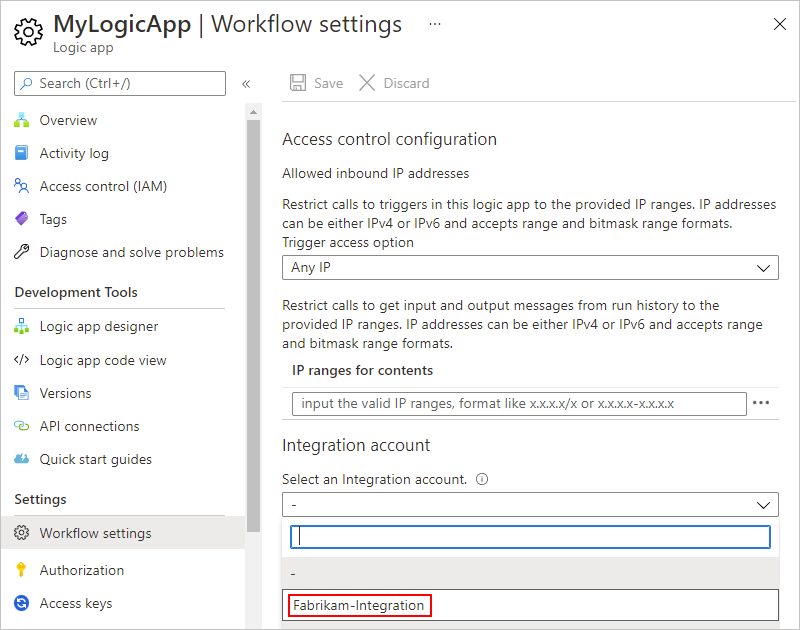 MyLogicApp | Workflow settings ...
Logic app
Search (Ctrl+/)
«
Overview
Activity log
Access control (IAM)
Tags
Diagnose and solve problems
Development Tools
Logic app designer
</> Logic app code view
Versions
API connections
Quick start guides
Settings
Workflow settings
Authorization
Access keys
Save
Discard
Access control configuration
Allowed inbound IP addresses
Restrict calls to triggers in this logic app to the provided IP ranges. IP addresses
can be either IPv4 or IPv6 and accepts range and bitmask range formats.
Trigger access option
Any IP
Restrict calls to get input and output messages from run history to the
provided IP ranges. IP addresses can be either IPv4 or IPv6 and accepts range
and bitmask range formats.
IP ranges for contents
input the valid IP ranges, format like x.x.x.x/x or x.x.x.x-x.x.x.x
Integration account
Select an Integration account.
-
-
Fabrikam-Integration